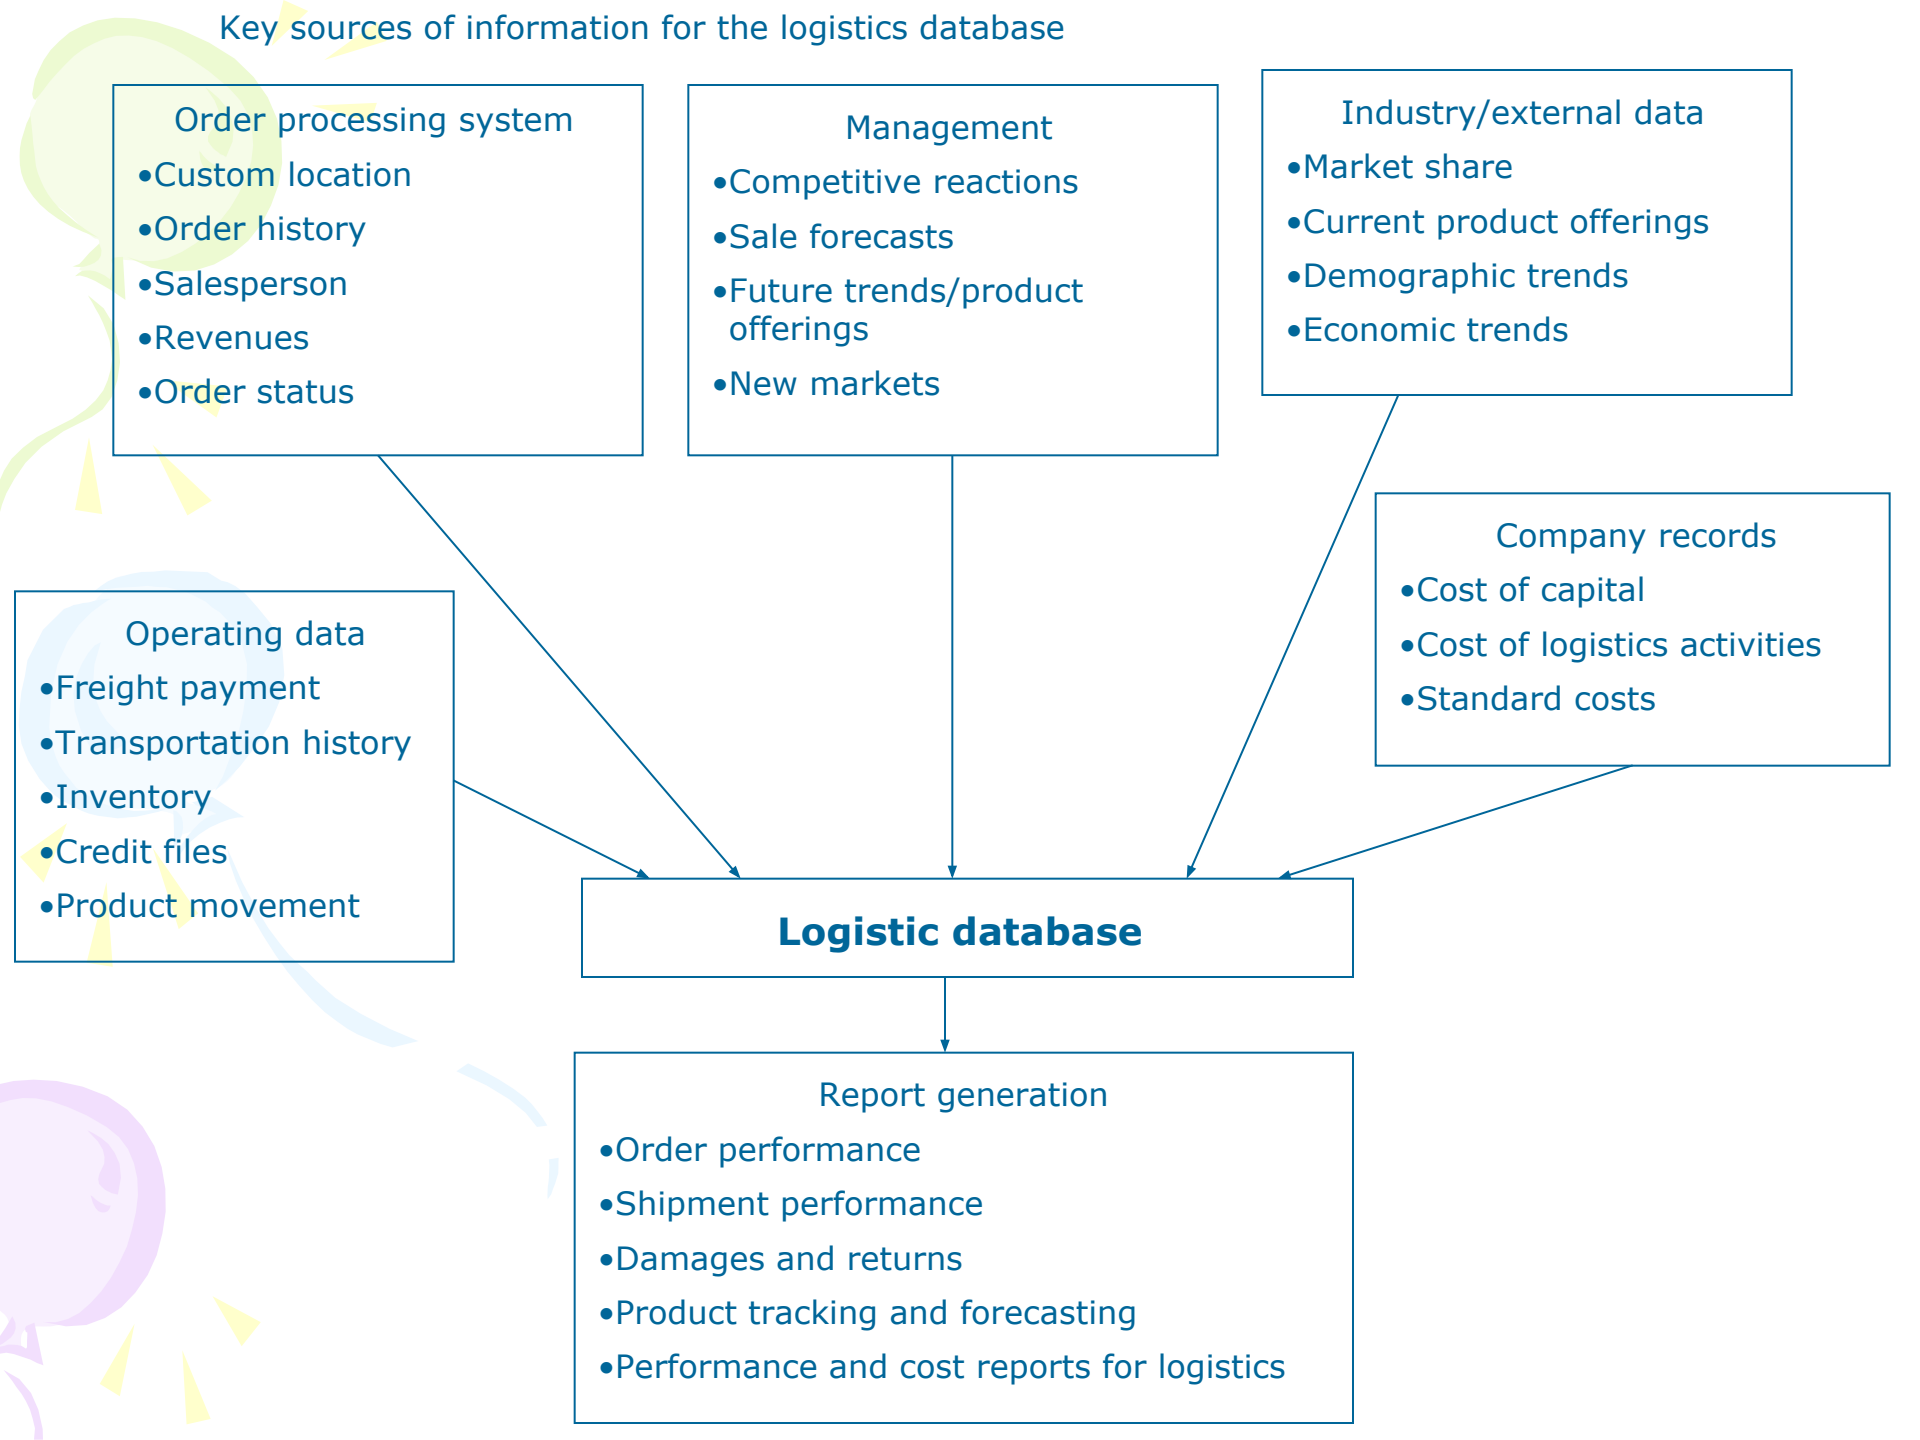 Key sources of information for the logistics database
Order processing system
•Custom location
•Order history
•Salesperson
•Revenues
•Order status
Management
•Competitive reactions
•Sale forecasts
•Future trends/product
offerings
•New markets
Industry/external data
•Market share
•Current product offerings
•Demographic trends
•Economic trends
Company records
•Cost of capital
•Cost of logistics activities
•Standard costs
Operating data
•Freight payment
•Transportation history
•Inventory
•Credit files
•Product movement
Logistic database
Report generation
•Order performance
•Shipment performance
•Damages and returns
•Product tracking and forecasting
•Performance and cost reports for logistics